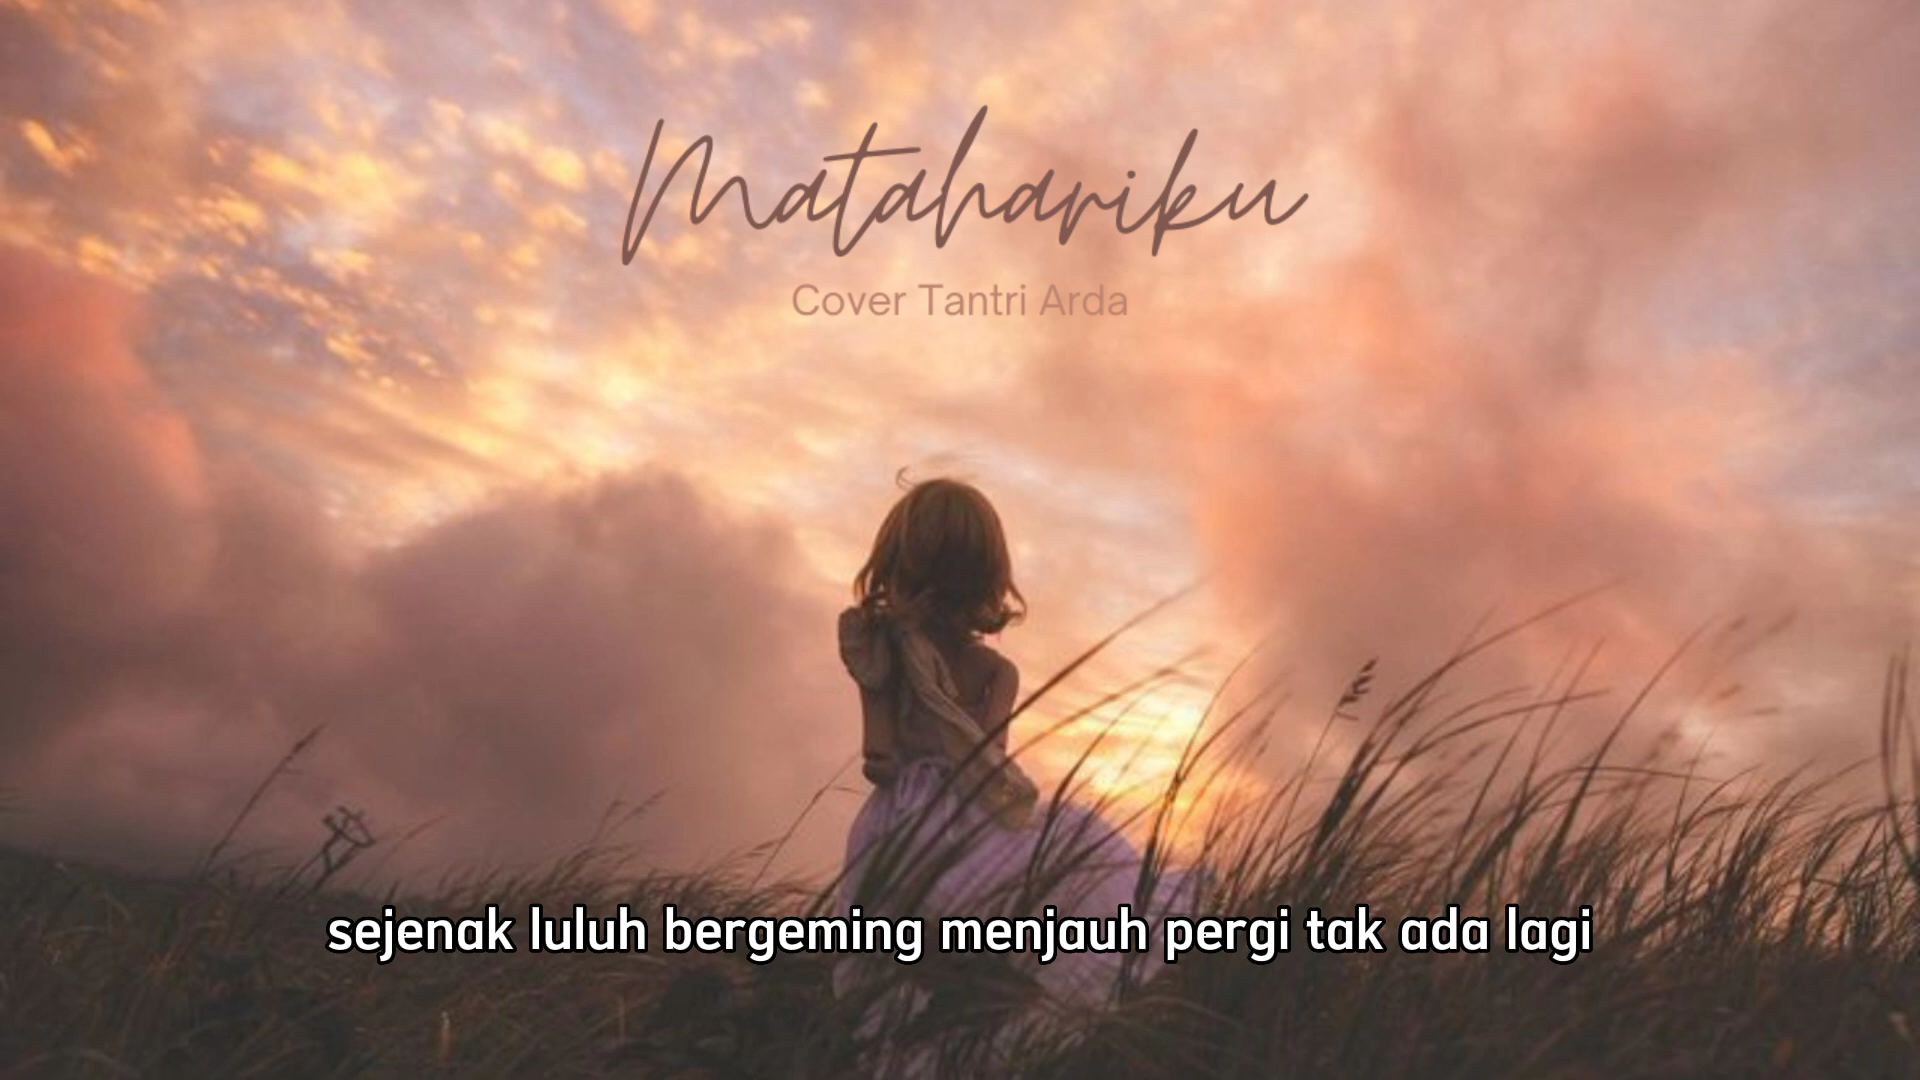 Matahariku
Cover Tantri Arda
sejenak luluh bergeming menjauh pergi tak ada lagi